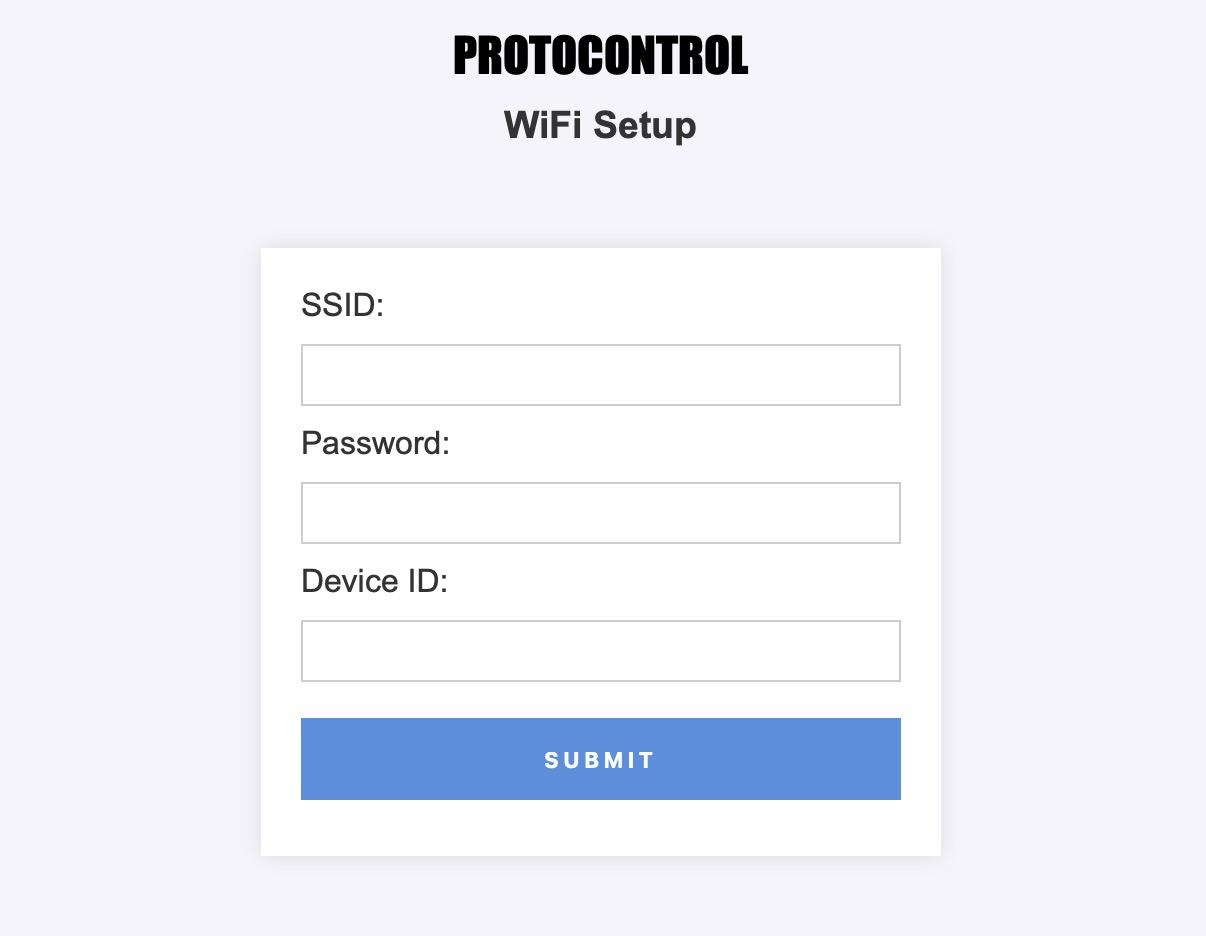 PROTOCONTROL
WiFi Setup
SSID:
Password:
Device ID:
SUBMIT